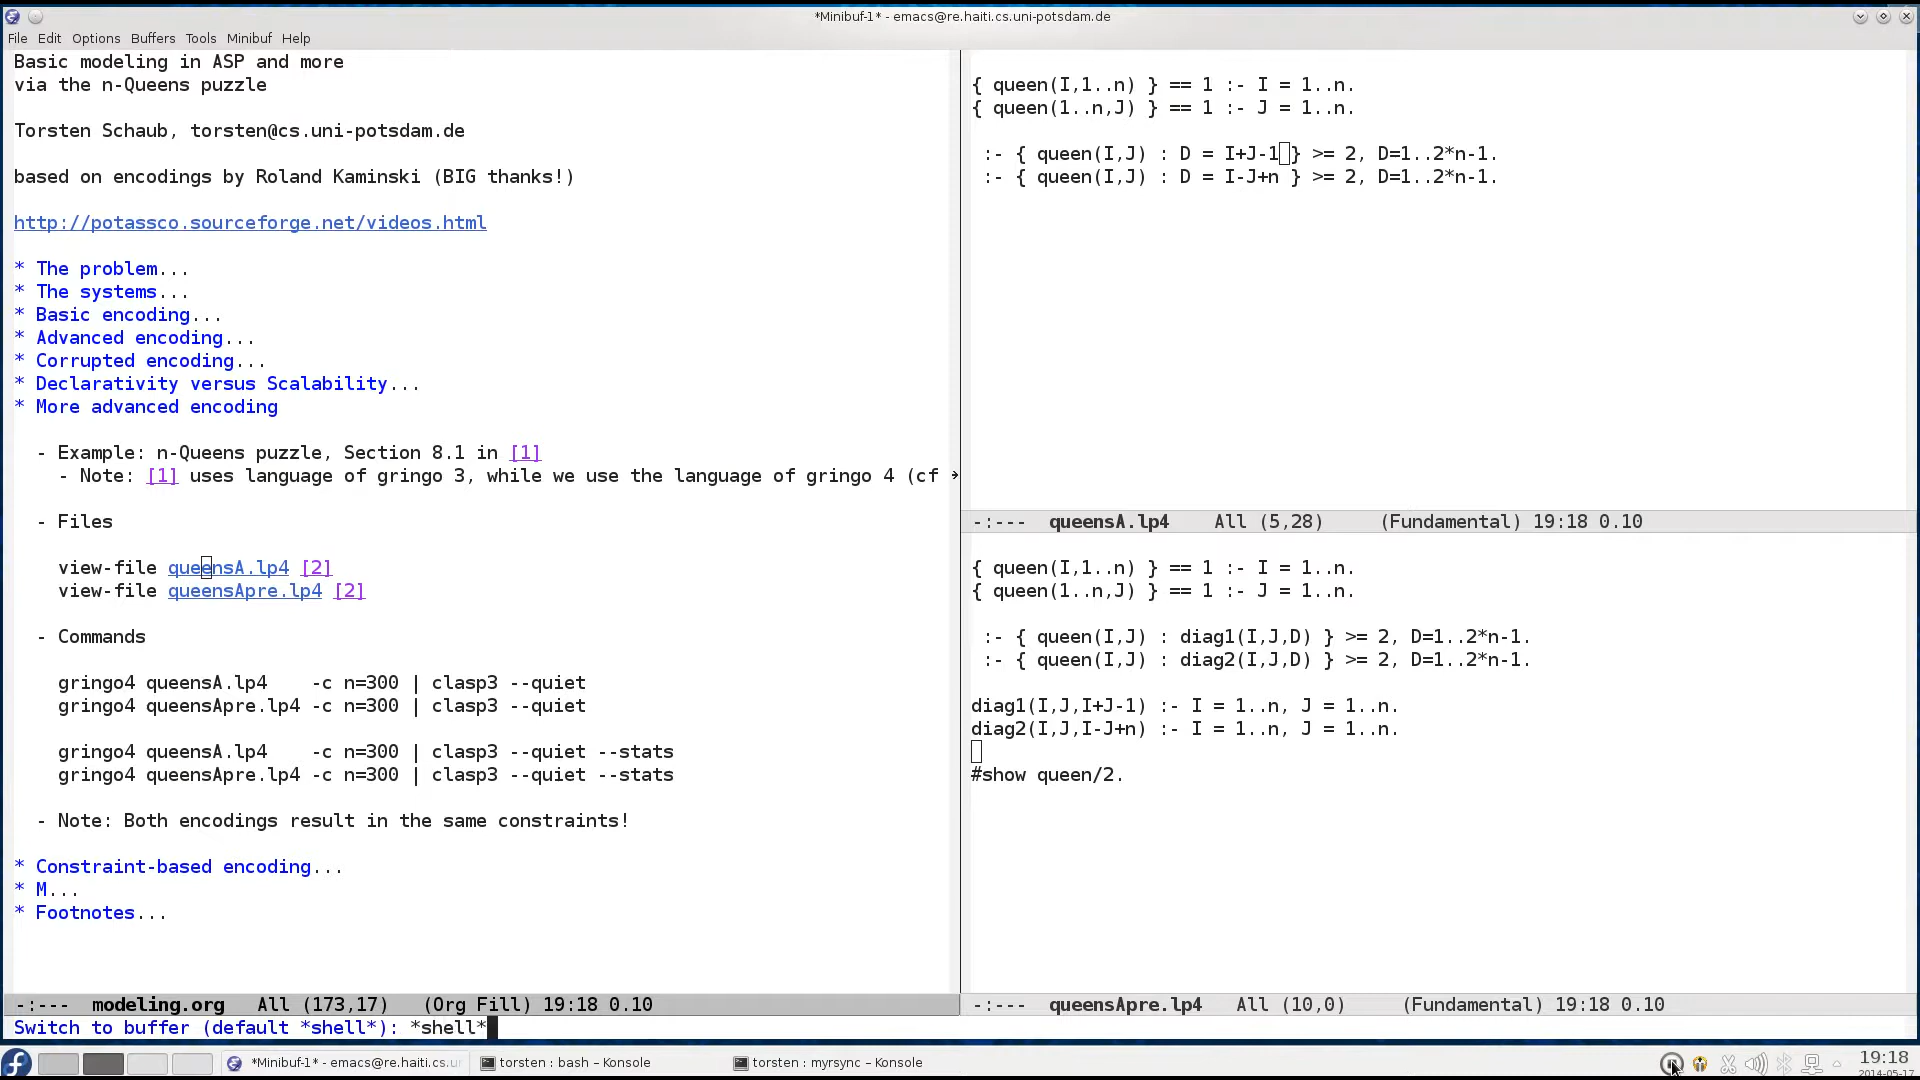 *Minibuf-1* - emacs@re.haiti.cs.uni-potsdam.de
File Edit Options Buffers Tools Minibuf Help
Basic modeling in ASP and more
via the n-Queens puzzle
Torsten Schaub, torsten@cs.uni-potsdam.de
based on encodings by Roland Kaminski (BIG thanks!)
http://potassco.sourceforge.net/videos.html
* The problem...
* The systems...
* Basic encoding...
* Advanced encoding...
* Corrupted encoding...
* Declarativity versus Scalability...
* More advanced encoding
- Example: n-Queens puzzle, Section 8.1 in [1]
- Note: [1] uses language of gringo 3, while we use the language of gringo 4 (cf
- Files
view-file queensA.lp4 [2]
view-file queensApre.lp4 [2]
- Commands
gringo4 queensA.lp4    -c n=300 | clasp3 --quiet
gringo4 queensApre.lp4 -c n=300 | clasp3 --quiet
gringo4 queensA.lp4    -c n=300 | clasp3 --quiet --stats
gringo4 queensApre.lp4 -c n=300 | clasp3 --quiet --stats
- Note: Both encodings result in the same constraints!
* Constraint-based encoding...
* M...
* Footnotes...
-:---  modeling.org   All (173,17)   (Org Fill) 19:18 0.10
{ queen(I,1..n) } == 1 :- I = 1..n.
{ queen(1..n,J) } == 1 :- J = 1..n.
:- { queen(I,J) : D = I+J-1 } >= 2, D=1..2*n-1.
:- { queen(I,J) : D = I-J+n } >= 2, D=1..2*n-1.
-:---  queensA.lp4    All (5,28)     (Fundamental) 19:18 0.10
{ queen(I,1..n) } == 1 :- I = 1..n.
{ queen(1..n,J) } == 1 :- J = 1..n.
:- { queen(I,J) : diag1(I,J,D) } >= 2, D=1..2*n-1.
:- { queen(I,J) : diag2(I,J,D) } >= 2, D=1..2*n-1.
diag1(I,J,I+J-1) :- I = 1..n, J = 1..n.
diag2(I,J,I-J+n) :- I = 1..n, J = 1..n.
#show queen/2.
-:---  queensApre.lp4   All (10,0)     (Fundamental) 19:18 0.10
Switch to buffer (default *shell*): *shell*
*Minibuf-1* - emacs@re.haiti.cs.ur
torsten : bash – Konsole
torsten : myrsync – Konsole
19:18
2014-05-17